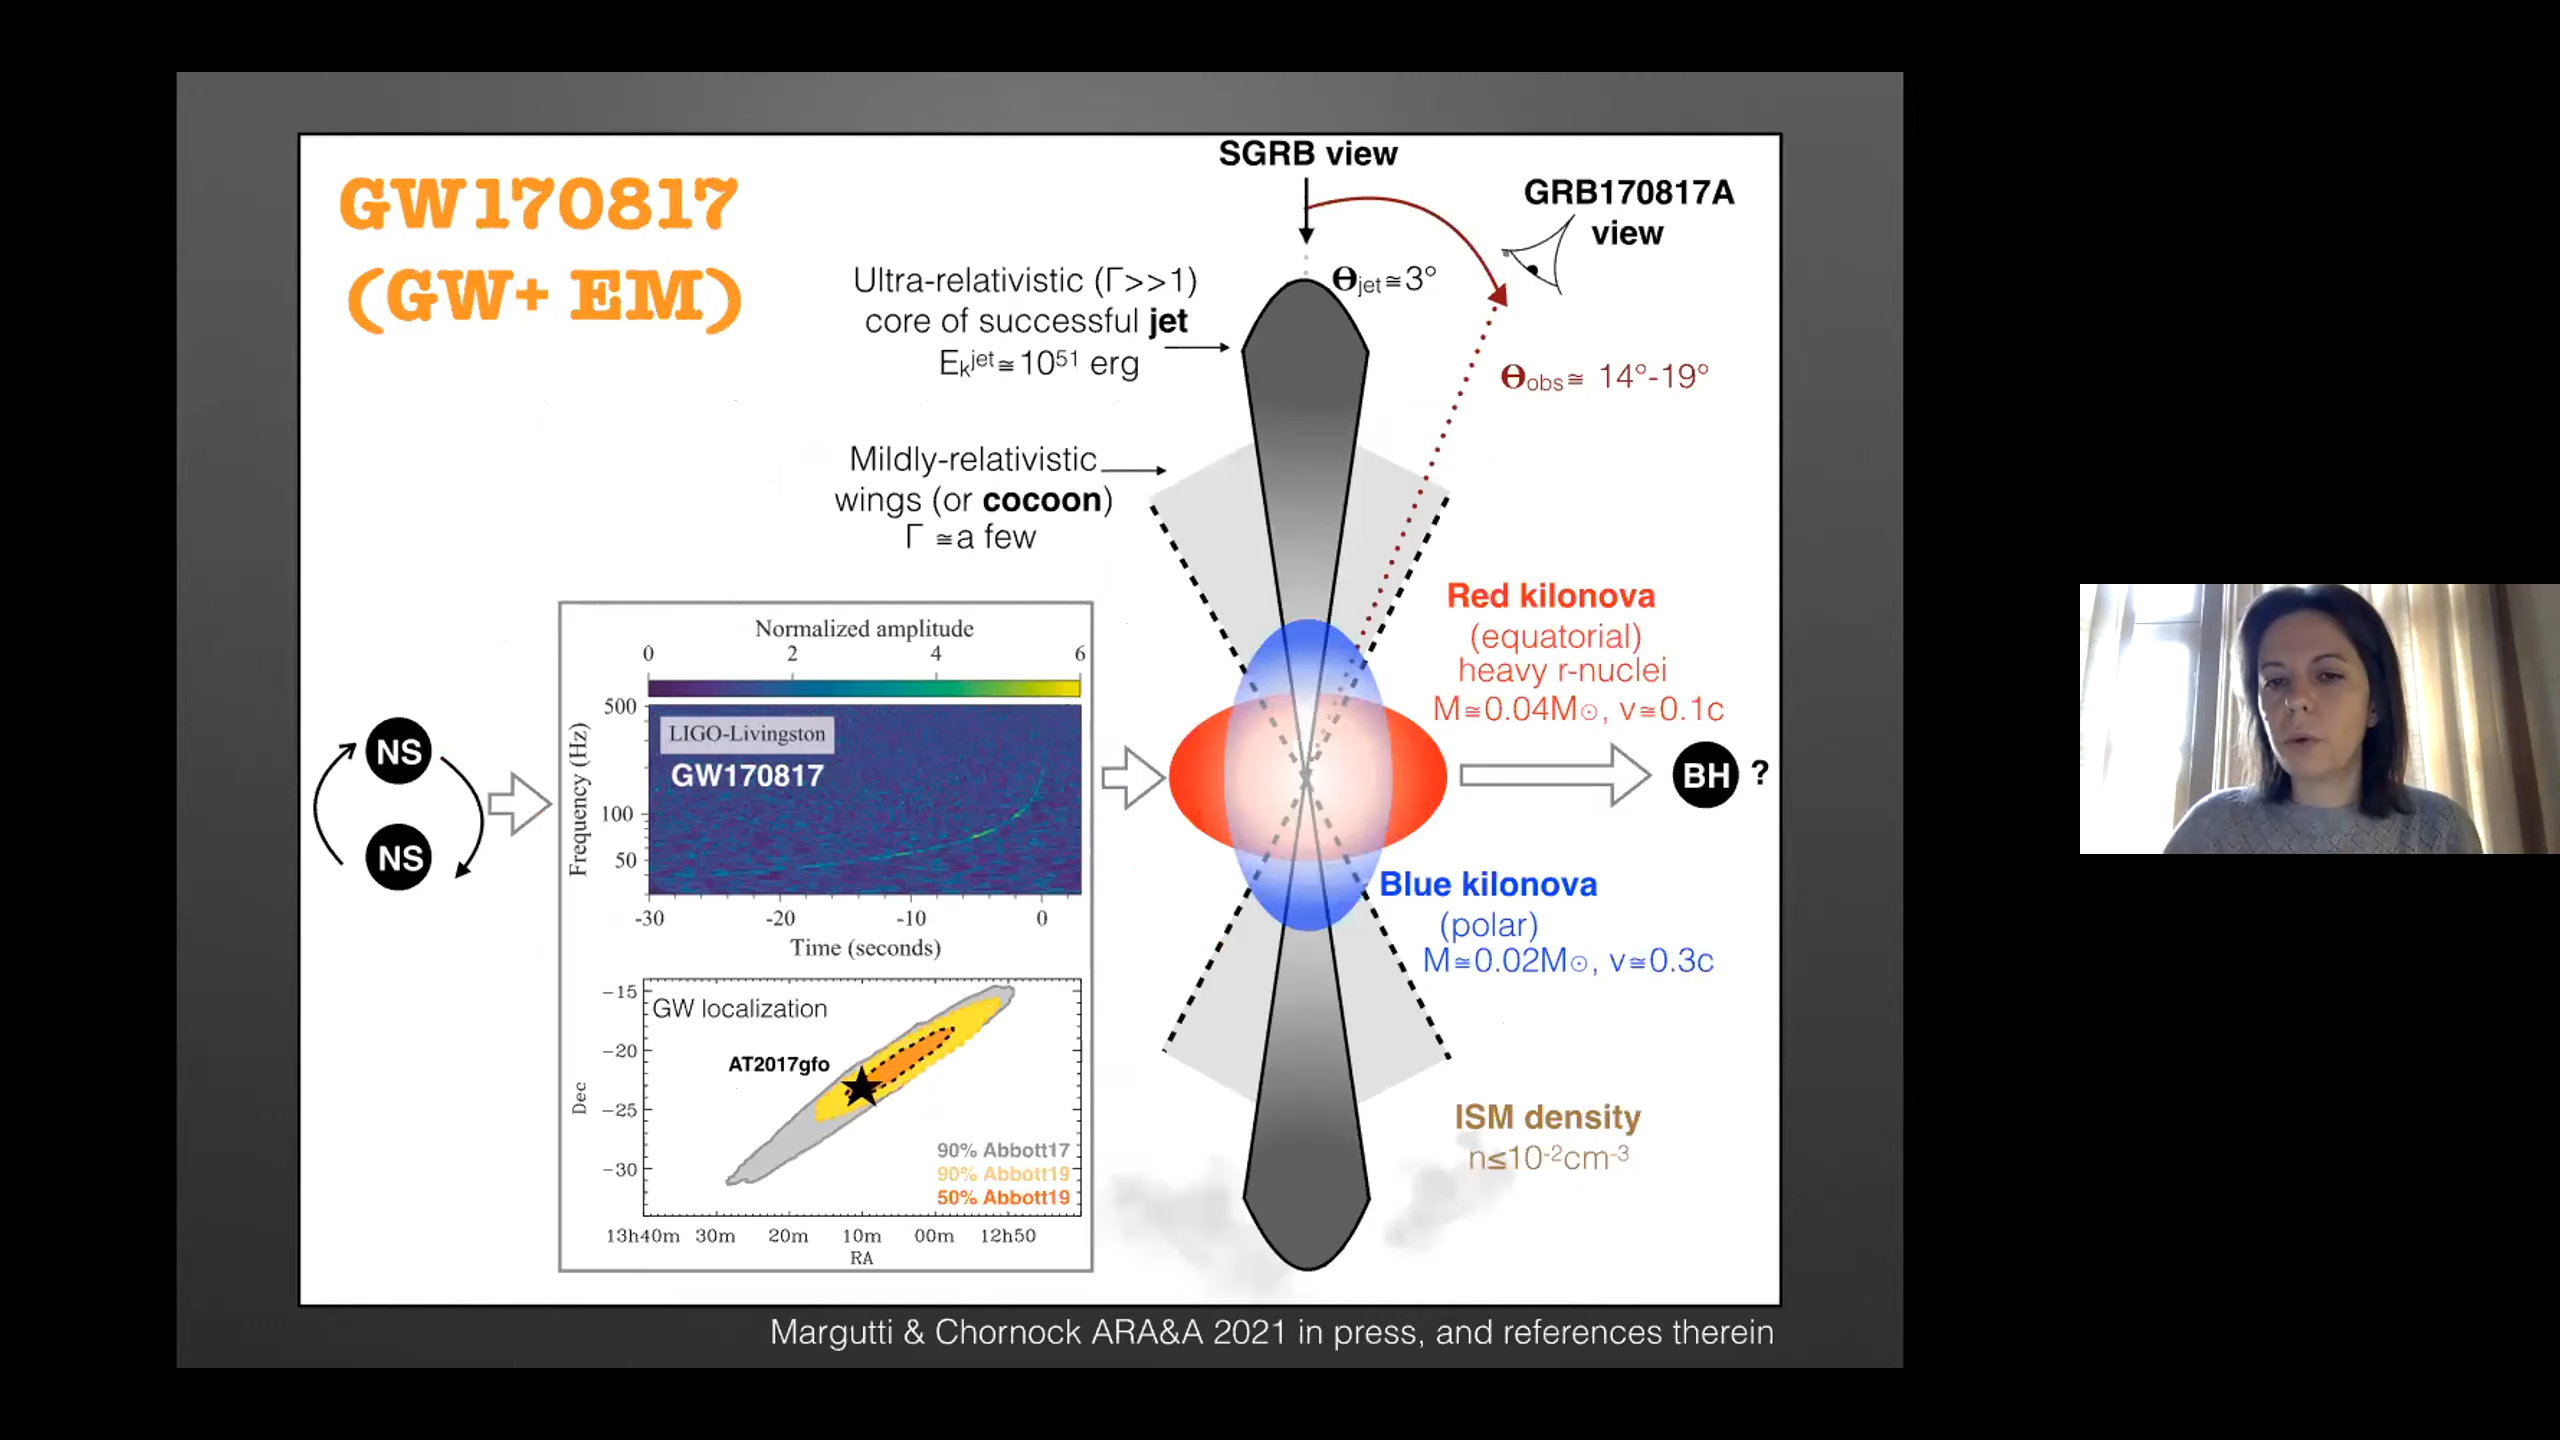 GW170817
(GW+ EM)
SGRB view
GRB170817A
view
Ultra-relativistic (Γ>>1)
core of successful jet
Eₖʲᵉᵗ≅10⁵¹ erg
Θjet≅3°
Θobs≅ 14°-19°
Mildly-relativistic
wings (or cocoon)
Γ ≅a few
NS
NS
Normalized amplitude
0 2 4 6
500
100
50
Frequency (Hz)
LIGO-Livingston
GW170817
-30 -20 -10 0
Time (seconds)
GW localization
AT2017gfo
−15
−20
−25
−30
Dec
90% Abbott17
90% Abbott19
50% Abbott19
13h40m 30m 20m 10m 00m 12h50
RA
Red kilonova
(equatorial)
heavy r-nuclei
M≅0.04M☉, v≅0.1c
BH ?
Blue kilonova
(polar)
M≅0.02M☉, v≅0.3c
ISM density
n≤10⁻²cm⁻³
Margutti & Chornock ARA&A 2021 in press, and references therein